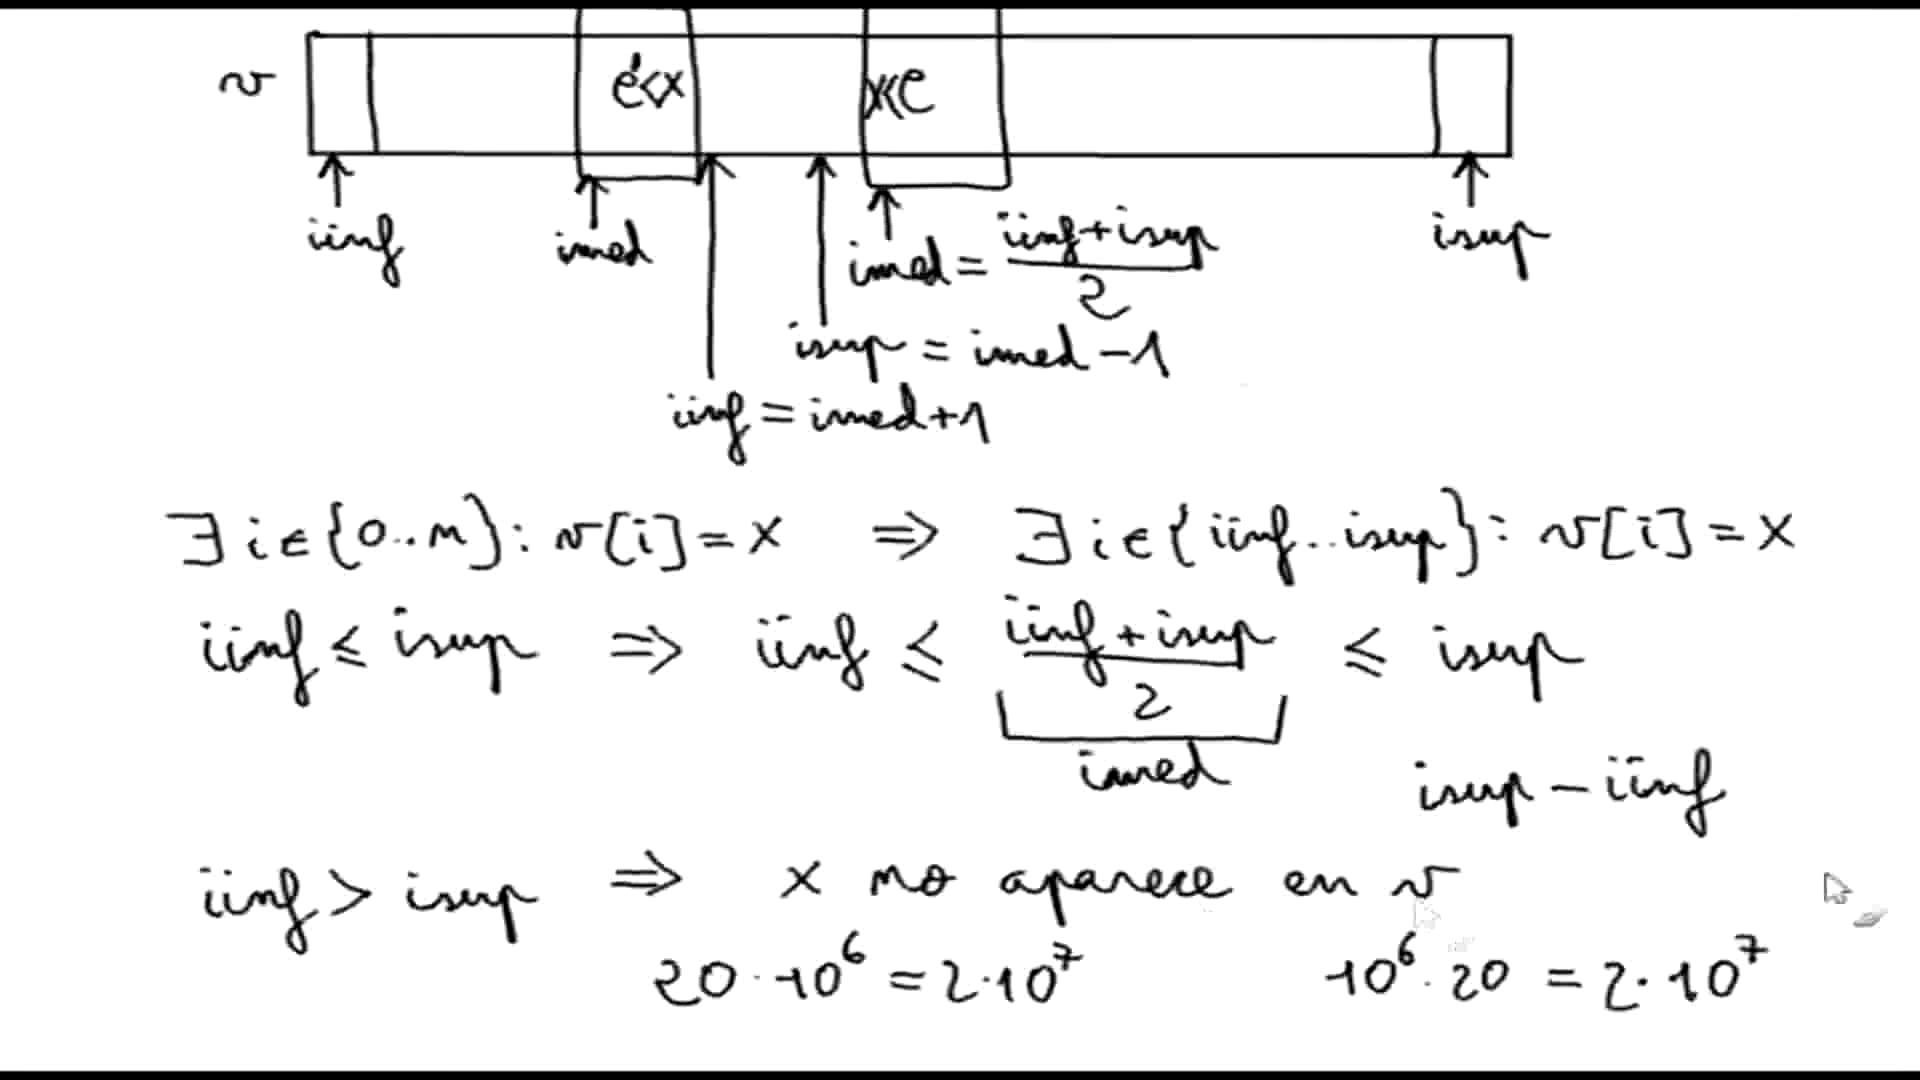 v e'<x x<e
iinf imed imed = (iinf+isup)/2 isup
isup = imed - 1
iinf = imed+1
∃ i ∈ {0..n} : v[i] = x ⇒ ∃ i ∈ {iinf..isup} : v[i] = x
iinf ≤ isup ⇒ iinf ≤ (iinf + isup)/2 ≤ isup
imed
isup - iinf
iinf > isup ⇒ x no aparece en v
20·10⁶ = 2·10⁷ 10⁶·20 = 2·10⁷